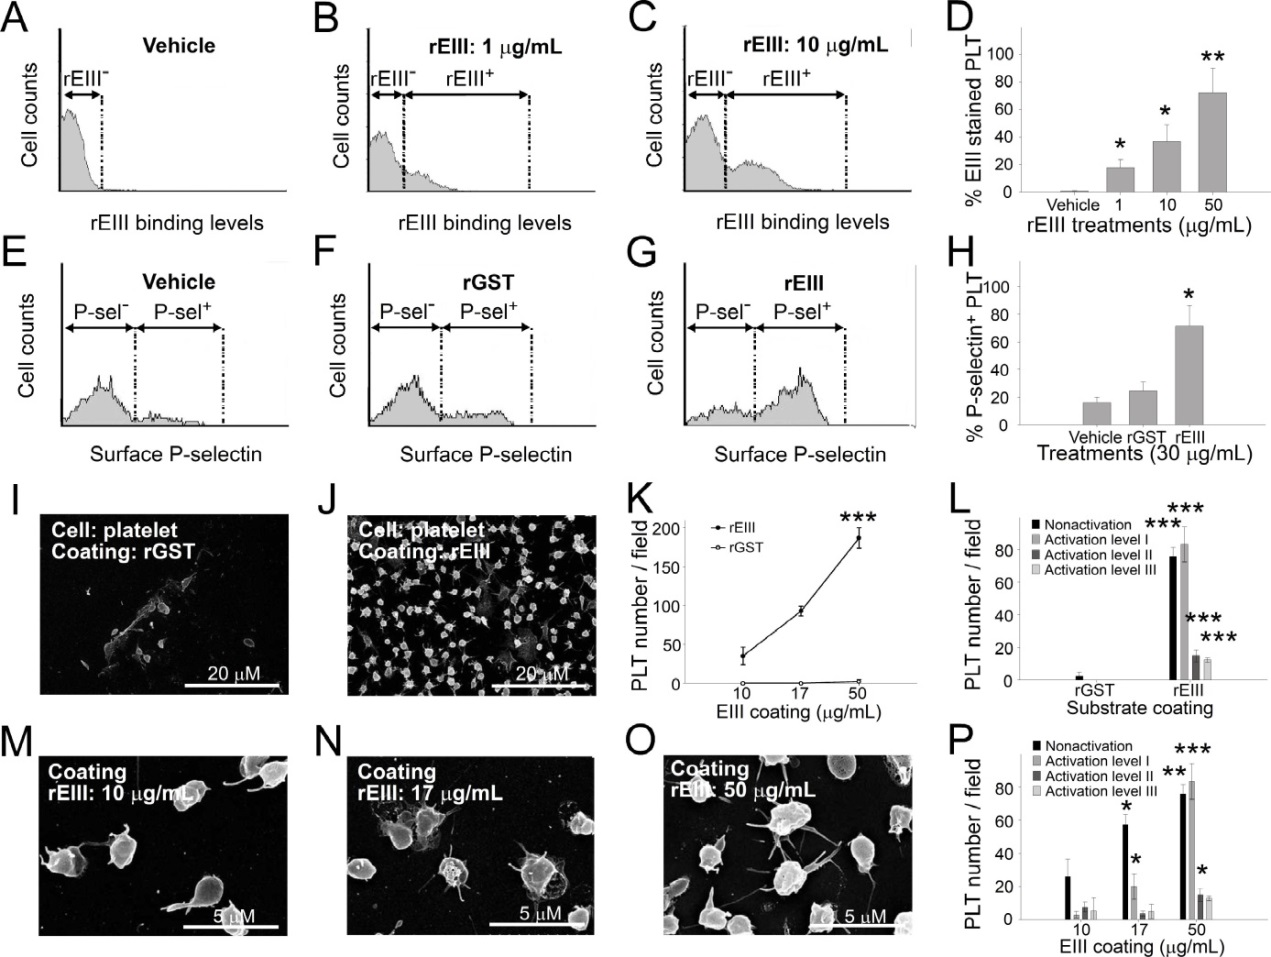 A
Vehicle
rEIII⁻
Cell counts
rEIII binding levels
B
rEIII: 1 µg/mL
rEIII⁻ rEIII⁺
Cell counts
rEIII binding levels
C
rEIII: 10 µg/mL
rEIII⁻ rEIII⁺
Cell counts
rEIII binding levels
D
% EIII stained PLT
100
80
60
40
20
0
*
*
**
Vehicle 1 10 50
rEIII treatments (µg/mL)
E
Vehicle
P-sel⁻ P-sel⁺
Cell counts
Surface P-selectin
F
rGST
P-sel⁻ P-sel⁺
Cell counts
Surface P-selectin
G
rEIII
P-sel⁻ P-sel⁺
Cell counts
Surface P-selectin
H
% P-selectin⁺ PLT
100
80
60
40
20
0
*
Vehicle rGST rEIII
Treatments (30 µg/mL)
I
Cell: platelet
Coating: rGST
20 µM
J
Cell: platelet
Coating: rEIII
20 µM
K
PLT number / field
200
150
100
50
0
rEIII
rGST
***
10 17 50
EIII coating (µg/mL)
L
PLT number / field
80
60
40
20
0
Nonactivation
Activation level I
Activation level II
Activation level III
***
***
***
***
rGST rEIII
Substrate coating
M
Coating
rEIII: 10 µg/mL
5 µM
N
Coating
rEIII: 17 µg/mL
5 µM
O
Coating
rEIII: 50 µg/mL
5 µM
P
PLT number / field
80
60
40
20
0
Nonactivation
Activation level I
Activation level II
Activation level III
***
**
*
*
*
10 17 50
EIII coating (µg/mL)